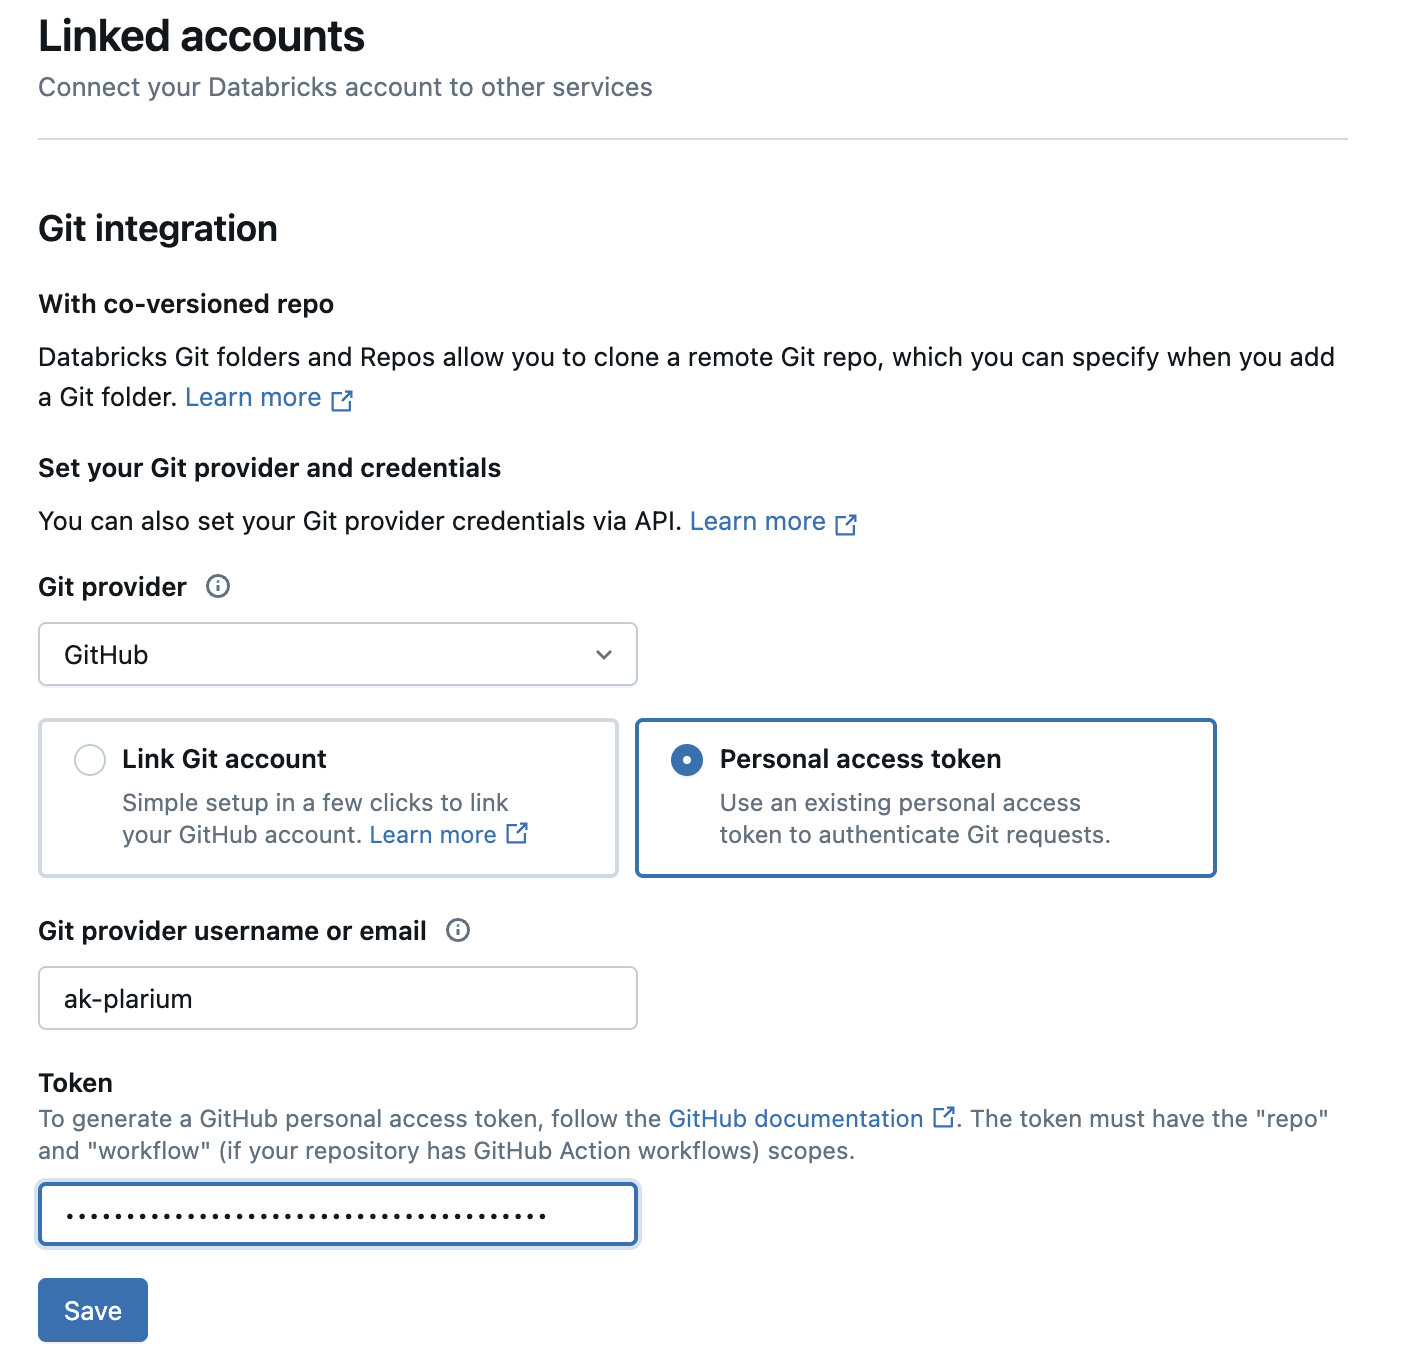 Linked accounts
Connect your Databricks account to other services
Git integration
With co-versioned repo
Databricks Git folders and Repos allow you to clone a remote Git repo, which you can specify when you add
a Git folder. Learn more
Set your Git provider and credentials
You can also set your Git provider credentials via API. Learn more
Git provider
GitHub
Link Git account
Simple setup in a few clicks to link
your GitHub account. Learn more
Personal access token
Use an existing personal access
token to authenticate Git requests.
Git provider username or email
ak-plarium
Token
To generate a GitHub personal access token, follow the GitHub documentation. The token must have the "repo"
and "workflow" (if your repository has GitHub Action workflows) scopes.
••••••••••••••••••••••••••••••••••••••••
Save